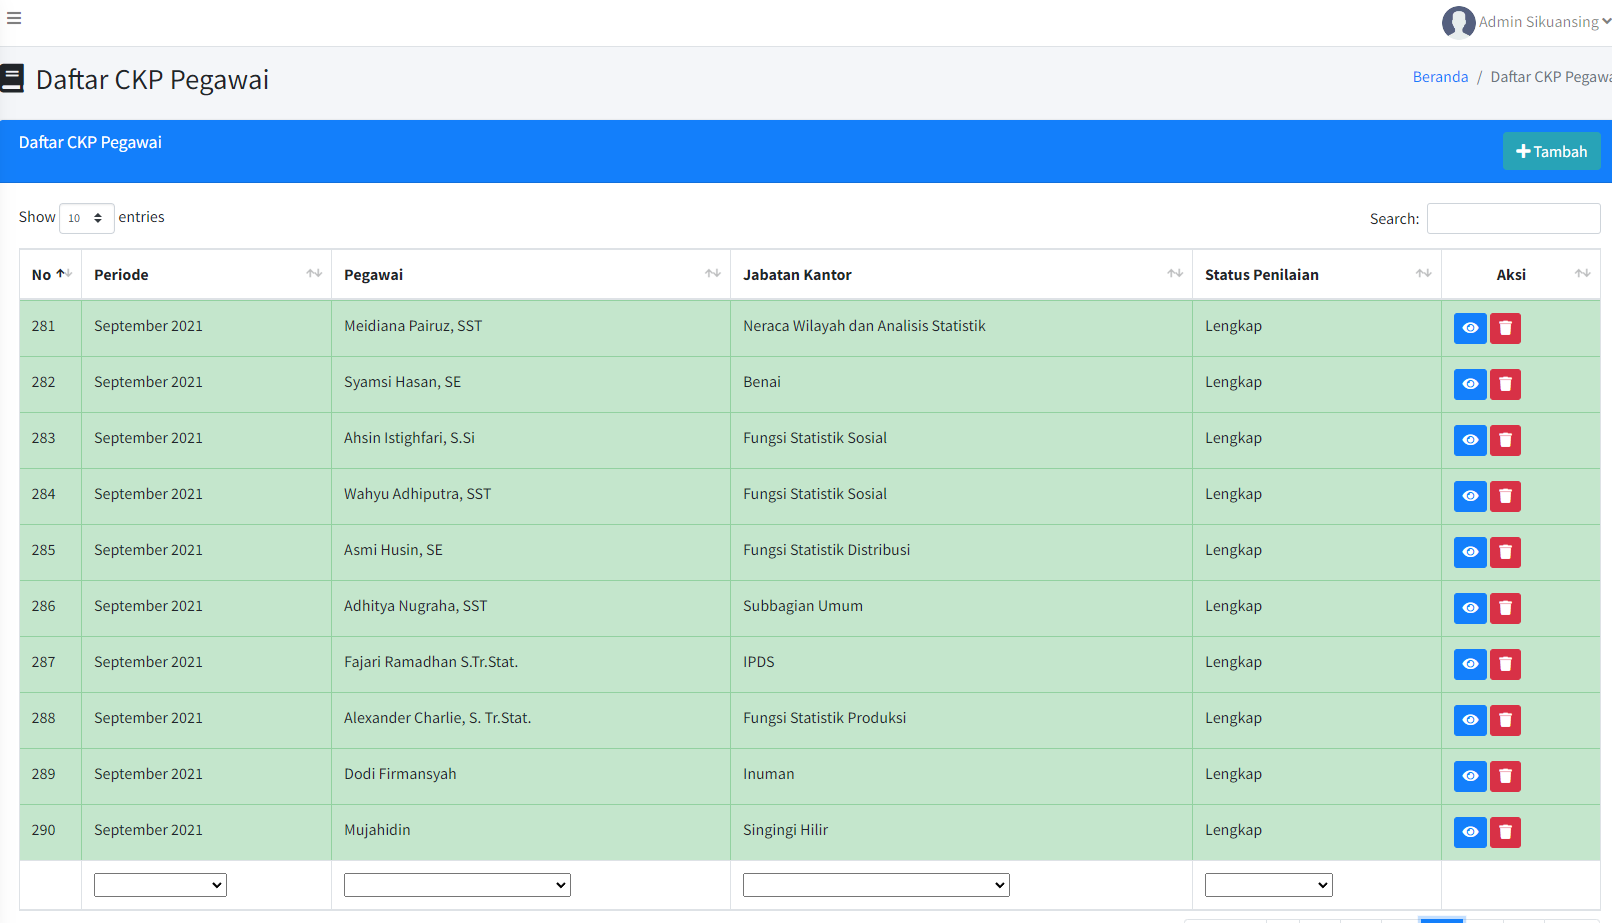 Admin Sikuansing
Daftar CKP Pegawai
Beranda / Daftar CKP Pegawa
Daftar CKP Pegawai
Tambah
Show 10 entries
Search:
No Periode Pegawai Jabatan Kantor Status Penilaian Aksi
281 September 2021 Meidiana Pairuz, SST Neraca Wilayah dan Analisis Statistik Lengkap
282 September 2021 Syamsi Hasan, SE Benai Lengkap
283 September 2021 Ahsin Istighfari, S.Si Fungsi Statistik Sosial Lengkap
284 September 2021 Wahyu Adhiputra, SST Fungsi Statistik Sosial Lengkap
285 September 2021 Asmi Husin, SE Fungsi Statistik Distribusi Lengkap
286 September 2021 Adhitya Nugraha, SST Subbagian Umum Lengkap
287 September 2021 Fajari Ramadhan S.Tr.Stat. IPDS Lengkap
288 September 2021 Alexander Charlie, S. Tr.Stat. Fungsi Statistik Produksi Lengkap
289 September 2021 Dodi Firmansyah Inuman Lengkap
290 September 2021 Mujahidin Singingi Hilir Lengkap